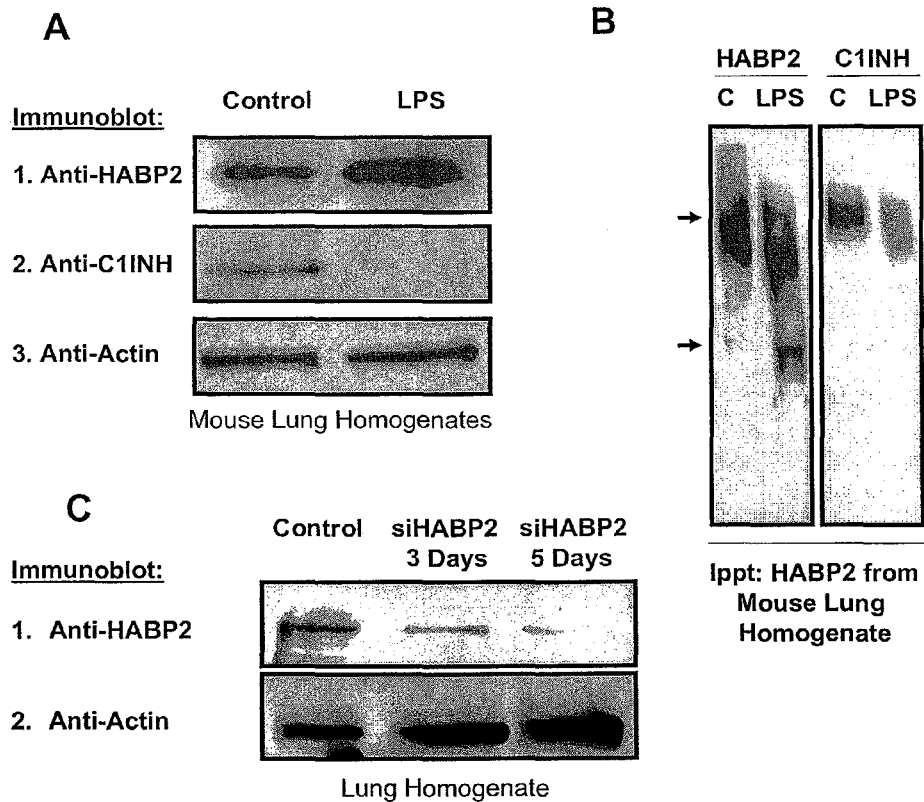 A
Control LPS
Immunoblot:
1. Anti-HABP2
2. Anti-C1INH
3. Anti-Actin
Mouse Lung Homogenates
B
HABP2 C1INH
C LPS C LPS
Ippt: HABP2 from
Mouse Lung
Homogenate
C
Control siHABP2 siHABP2
3 Days 5 Days
Immunoblot:
1. Anti-HABP2
2. Anti-Actin
Lung Homogenate